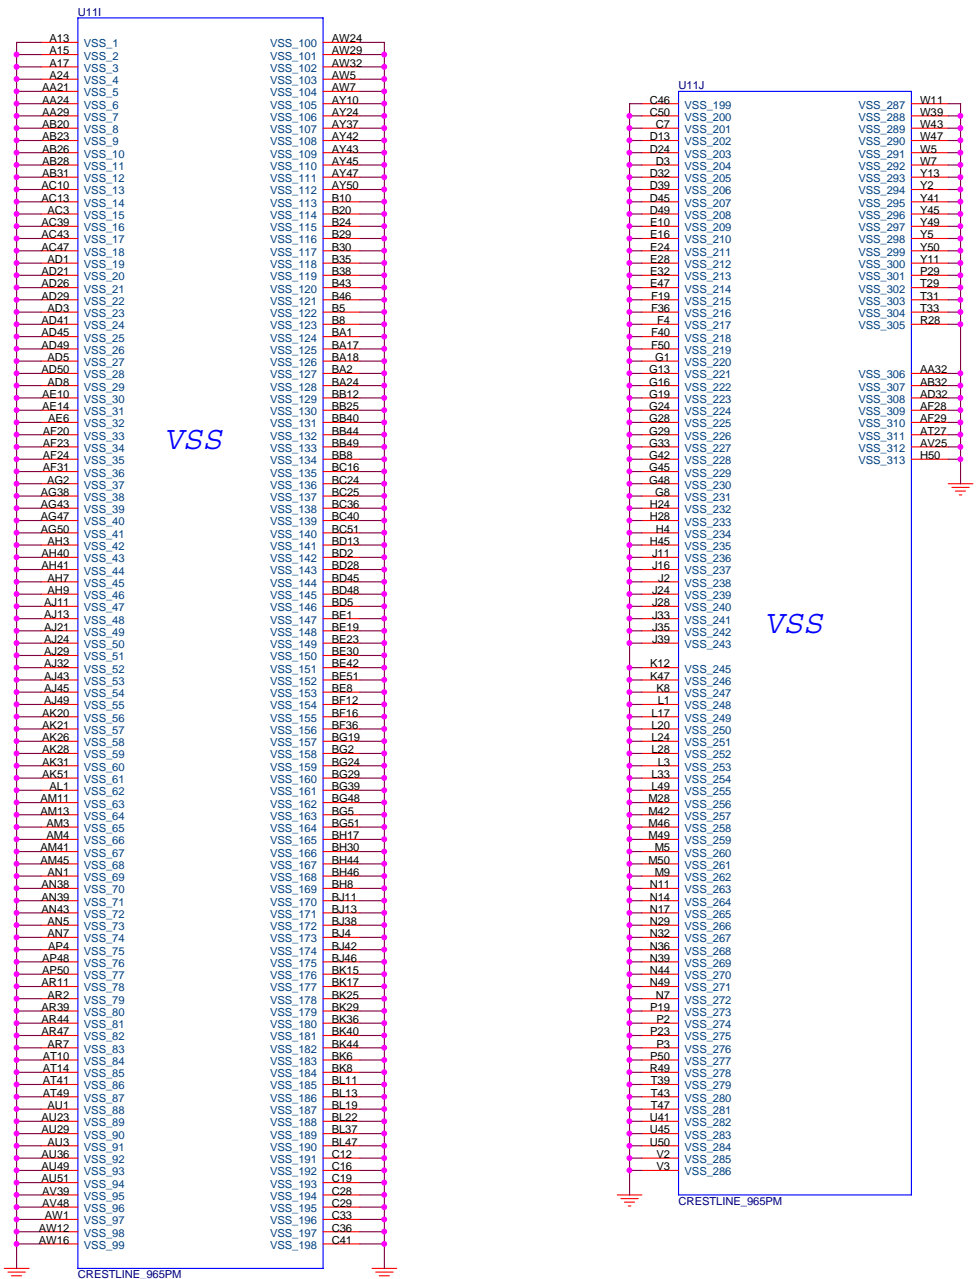 U11I
A13 VSS_1 VSS_100 AW24
A15 VSS_2 VSS_101 AW29
A17 VSS_3 VSS_102 AW32
A24 VSS_4 VSS_103 AW5
AA21 VSS_5 VSS_104 AW7
AA24 VSS_6 VSS_105 AY10
AA29 VSS_7 VSS_106 AY24
AB20 VSS_8 VSS_107 AY37
AB23 VSS_9 VSS_108 AY42
AB26 VSS_10 VSS_109 AY43
AB28 VSS_11 VSS_110 AY45
AB31 VSS_12 VSS_111 AY47
AC10 VSS_13 VSS_112 AY50
AC13 VSS_14 VSS_113 B10
AC3 VSS_15 VSS_114 B20
AC39 VSS_16 VSS_115 B24
AC43 VSS_17 VSS_116 B29
AC47 VSS_18 VSS_117 B30
AD1 VSS_19 VSS_118 B35
AD21 VSS_20 VSS_119 B38
AD26 VSS_21 VSS_120 B43
AD29 VSS_22 VSS_121 B46
AD3 VSS_23 VSS_122 B5
AD41 VSS_24 VSS_123 B8
AD45 VSS_25 VSS_124 BA1
AD49 VSS_26 VSS_125 BA17
AD5 VSS_27 VSS_126 BA18
AD50 VSS_28 VSS_127 BA2
AD8 VSS_29 VSS_128 BA24
AE10 VSS_30 VSS_129 BB12
AE14 VSS_31 VSS_130 BB25
AE6 VSS_32 VSS_131 BB40
AF20 VSS_33 VSS_132 BB44
AF23 VSS_34 VSS_133 BB49
AF24 VSS_35 VSS_134 BB8
AF31 VSS_36 VSS_135 BC16
AG2 VSS_37 VSS_136 BC24
AG38 VSS_38 VSS_137 BC25
AG43 VSS_39 VSS_138 BC36
AG47 VSS_40 VSS_139 BC40
AG50 VSS_41 VSS_140 BC51
AH3 VSS_42 VSS_141 BD13
AH40 VSS_43 VSS_142 BD2
AH41 VSS_44 VSS_143 BD28
AH7 VSS_45 VSS_144 BD45
AH9 VSS_46 VSS_145 BD48
AJ11 VSS_47 VSS_146 BD5
AJ13 VSS_48 VSS_147 BE1
AJ21 VSS_49 VSS_148 BE19
AJ24 VSS_50 VSS_149 BE23
AJ29 VSS_51 VSS_150 BE30
AJ32 VSS_52 VSS_151 BE42
AJ43 VSS_53 VSS_152 BE51
AJ45 VSS_54 VSS_153 BE8
AJ49 VSS_55 VSS_154 BF12
AK20 VSS_56 VSS_155 BF16
AK21 VSS_57 VSS_156 BF36
AK26 VSS_58 VSS_157 BG19
AK28 VSS_59 VSS_158 BG2
AK31 VSS_60 VSS_159 BG24
AK51 VSS_61 VSS_160 BG29
AL1 VSS_62 VSS_161 BG39
AM11 VSS_63 VSS_162 BG48
AM13 VSS_64 VSS_163 BG5
AM3 VSS_65 VSS_164 BG51
AM4 VSS_66 VSS_165 BH17
AM41 VSS_67 VSS_166 BH30
AM45 VSS_68 VSS_167 BH44
AN1 VSS_69 VSS_168 BH46
AN38 VSS_70 VSS_169 BH8
AN39 VSS_71 VSS_170 BJ11
AN43 VSS_72 VSS_171 BJ13
AN5 VSS_73 VSS_172 BJ38
AN7 VSS_74 VSS_173 BJ4
AP4 VSS_75 VSS_174 BJ42
AP48 VSS_76 VSS_175 BJ46
AP50 VSS_77 VSS_176 BK15
AR11 VSS_78 VSS_177 BK17
AR2 VSS_79 VSS_178 BK25
AR39 VSS_80 VSS_179 BK29
AR44 VSS_81 VSS_180 BK36
AR47 VSS_82 VSS_181 BK40
AR7 VSS_83 VSS_182 BK44
AT10 VSS_84 VSS_183 BK6
AT14 VSS_85 VSS_184 BK8
AT41 VSS_86 VSS_185 BL11
AT49 VSS_87 VSS_186 BL13
AU1 VSS_88 VSS_187 BL19
AU23 VSS_89 VSS_188 BL22
AU29 VSS_90 VSS_189 BL37
AU3 VSS_91 VSS_190 BL47
AU36 VSS_92 VSS_191 C12
AU49 VSS_93 VSS_192 C16
AU51 VSS_94 VSS_193 C19
AV39 VSS_95 VSS_194 C28
AV48 VSS_96 VSS_195 C29
AW1 VSS_97 VSS_196 C33
AW12 VSS_98 VSS_197 C36
AW16 VSS_99 VSS_198 C41
VSS
CRESTLINE_965PM
U11J
C46 VSS_199 VSS_287 W11
C50 VSS_200 VSS_288 W39
C7 VSS_201 VSS_289 W43
D13 VSS_202 VSS_290 W47
D24 VSS_203 VSS_291 W5
D3 VSS_204 VSS_292 W7
D32 VSS_205 VSS_293 Y13
D39 VSS_206 VSS_294 Y2
D45 VSS_207 VSS_295 Y41
D49 VSS_208 VSS_296 Y45
E10 VSS_209 VSS_297 Y49
E16 VSS_210 VSS_298 Y5
E24 VSS_211 VSS_299 Y50
E28 VSS_212 VSS_300 Y11
E32 VSS_213 VSS_301 P29
E47 VSS_214 VSS_302 T29
F19 VSS_215 VSS_303 T31
F36 VSS_216 VSS_304 T33
F4 VSS_217 VSS_305 R28
F40 VSS_218
F50 VSS_219
G1 VSS_220
G13 VSS_221 VSS_306 AA32
G16 VSS_222 VSS_307 AB32
G19 VSS_223 VSS_308 AD32
G24 VSS_224 VSS_309 AF28
G28 VSS_225 VSS_310 AF29
G29 VSS_226 VSS_311 AT27
G33 VSS_227 VSS_312 AV25
G42 VSS_228 VSS_313 H50
G45 VSS_229
G48 VSS_230
G8 VSS_231
H24 VSS_232
H28 VSS_233
H4 VSS_234
H45 VSS_235
J11 VSS_236
J16 VSS_237
J2 VSS_238
J24 VSS_239
J28 VSS_240
J33 VSS_241
J35 VSS_242
J39 VSS_243
K12 VSS_245
K47 VSS_246
K8 VSS_247
L1 VSS_248
L17 VSS_249
L20 VSS_250
L24 VSS_251
L28 VSS_252
L3 VSS_253
L33 VSS_254
L49 VSS_255
M28 VSS_256
M42 VSS_257
M46 VSS_258
M49 VSS_259
M5 VSS_260
M50 VSS_261
M9 VSS_262
N11 VSS_263
N14 VSS_264
N17 VSS_265
N29 VSS_266
N32 VSS_267
N36 VSS_268
N39 VSS_269
N44 VSS_270
N49 VSS_271
N7 VSS_272
P19 VSS_273
P2 VSS_274
P23 VSS_275
P3 VSS_276
P50 VSS_277
R49 VSS_278
T39 VSS_279
T43 VSS_280
T47 VSS_281
U41 VSS_282
U45 VSS_283
U50 VSS_284
V2 VSS_285
V3 VSS_286
VSS
CRESTLINE_965PM